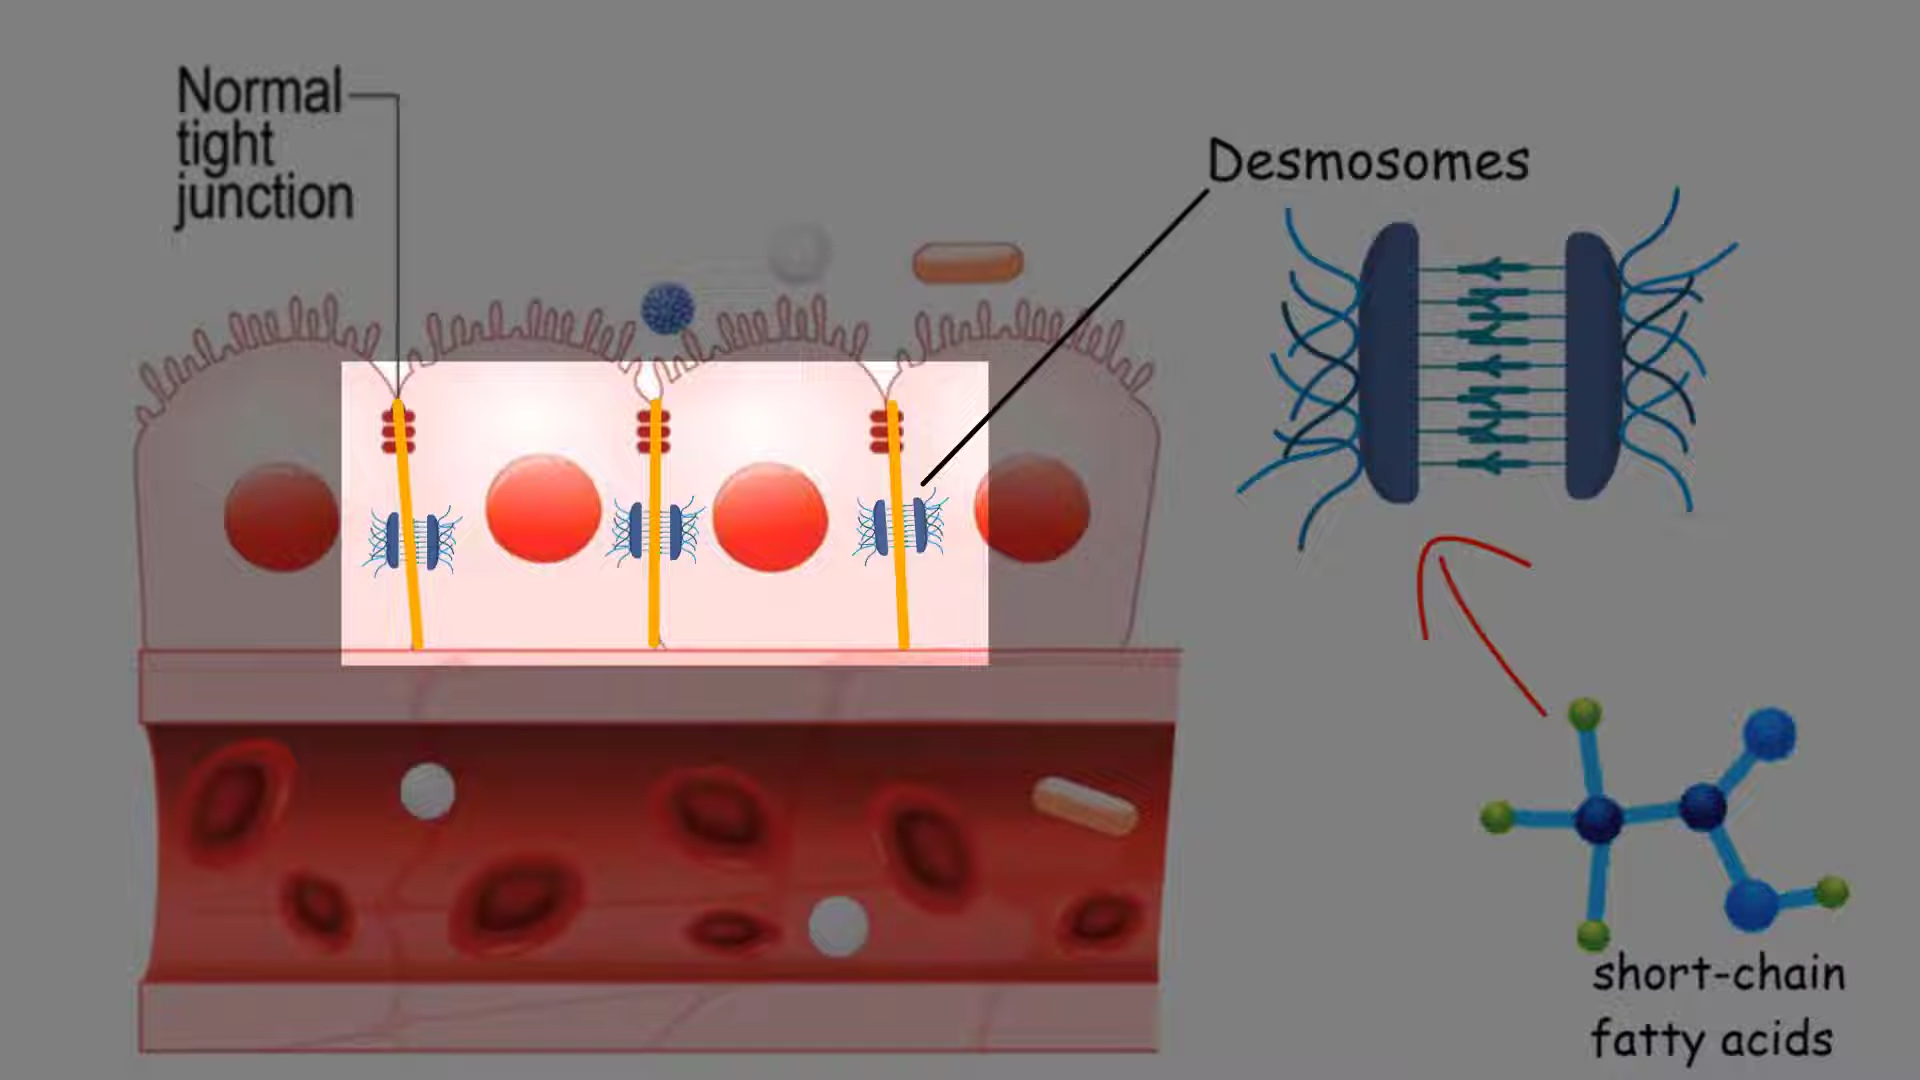 Normal
tight
junction
Desmosomes
short-chain
fatty acids